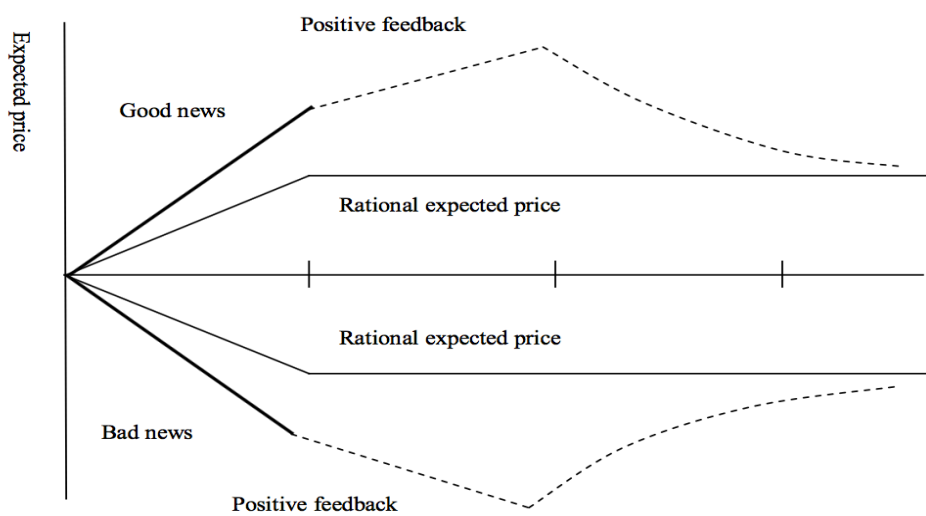 Positive feedback
Expected price
Good news
Rational expected price
Rational expected price
Bad news
Positive feedback